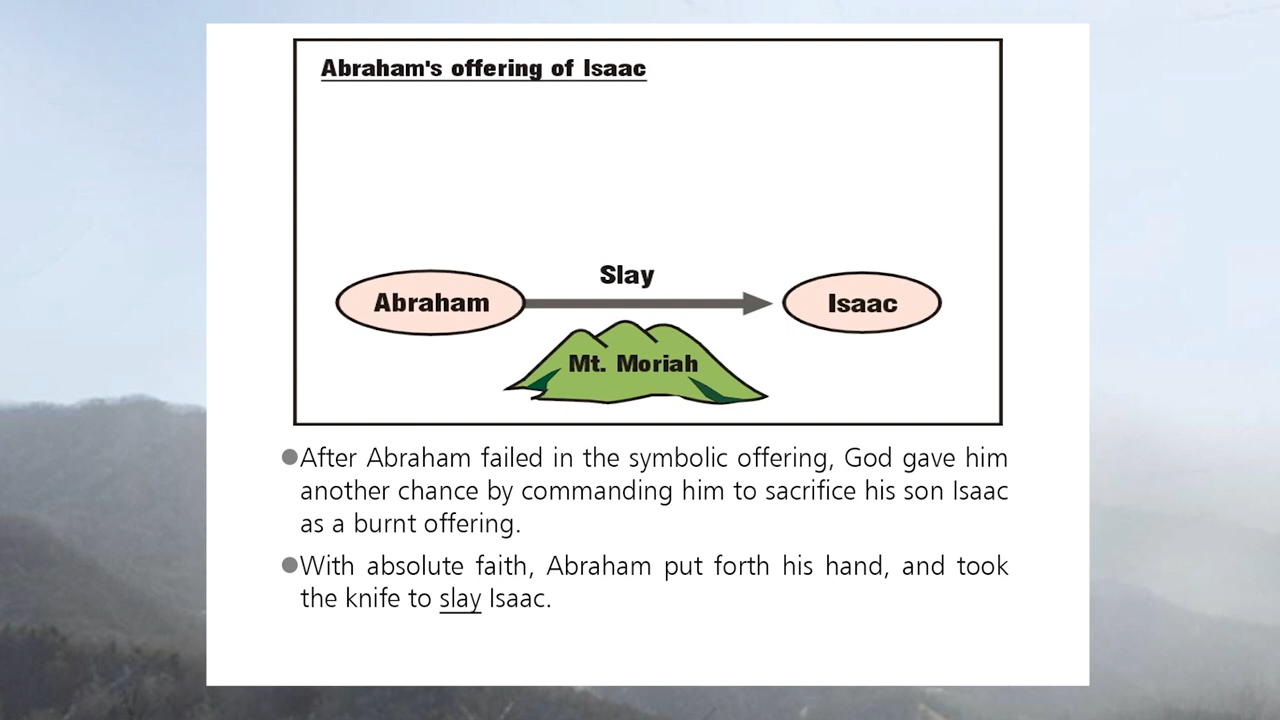 Abraham's offering of Isaac
Slay
Abraham
Isaac
Mt. Moriah
●After Abraham failed in the symbolic offering, God gave him
another chance by commanding him to sacrifice his son Isaac
as a burnt offering.
●With absolute faith, Abraham put forth his hand, and took
the knife to slay Isaac.